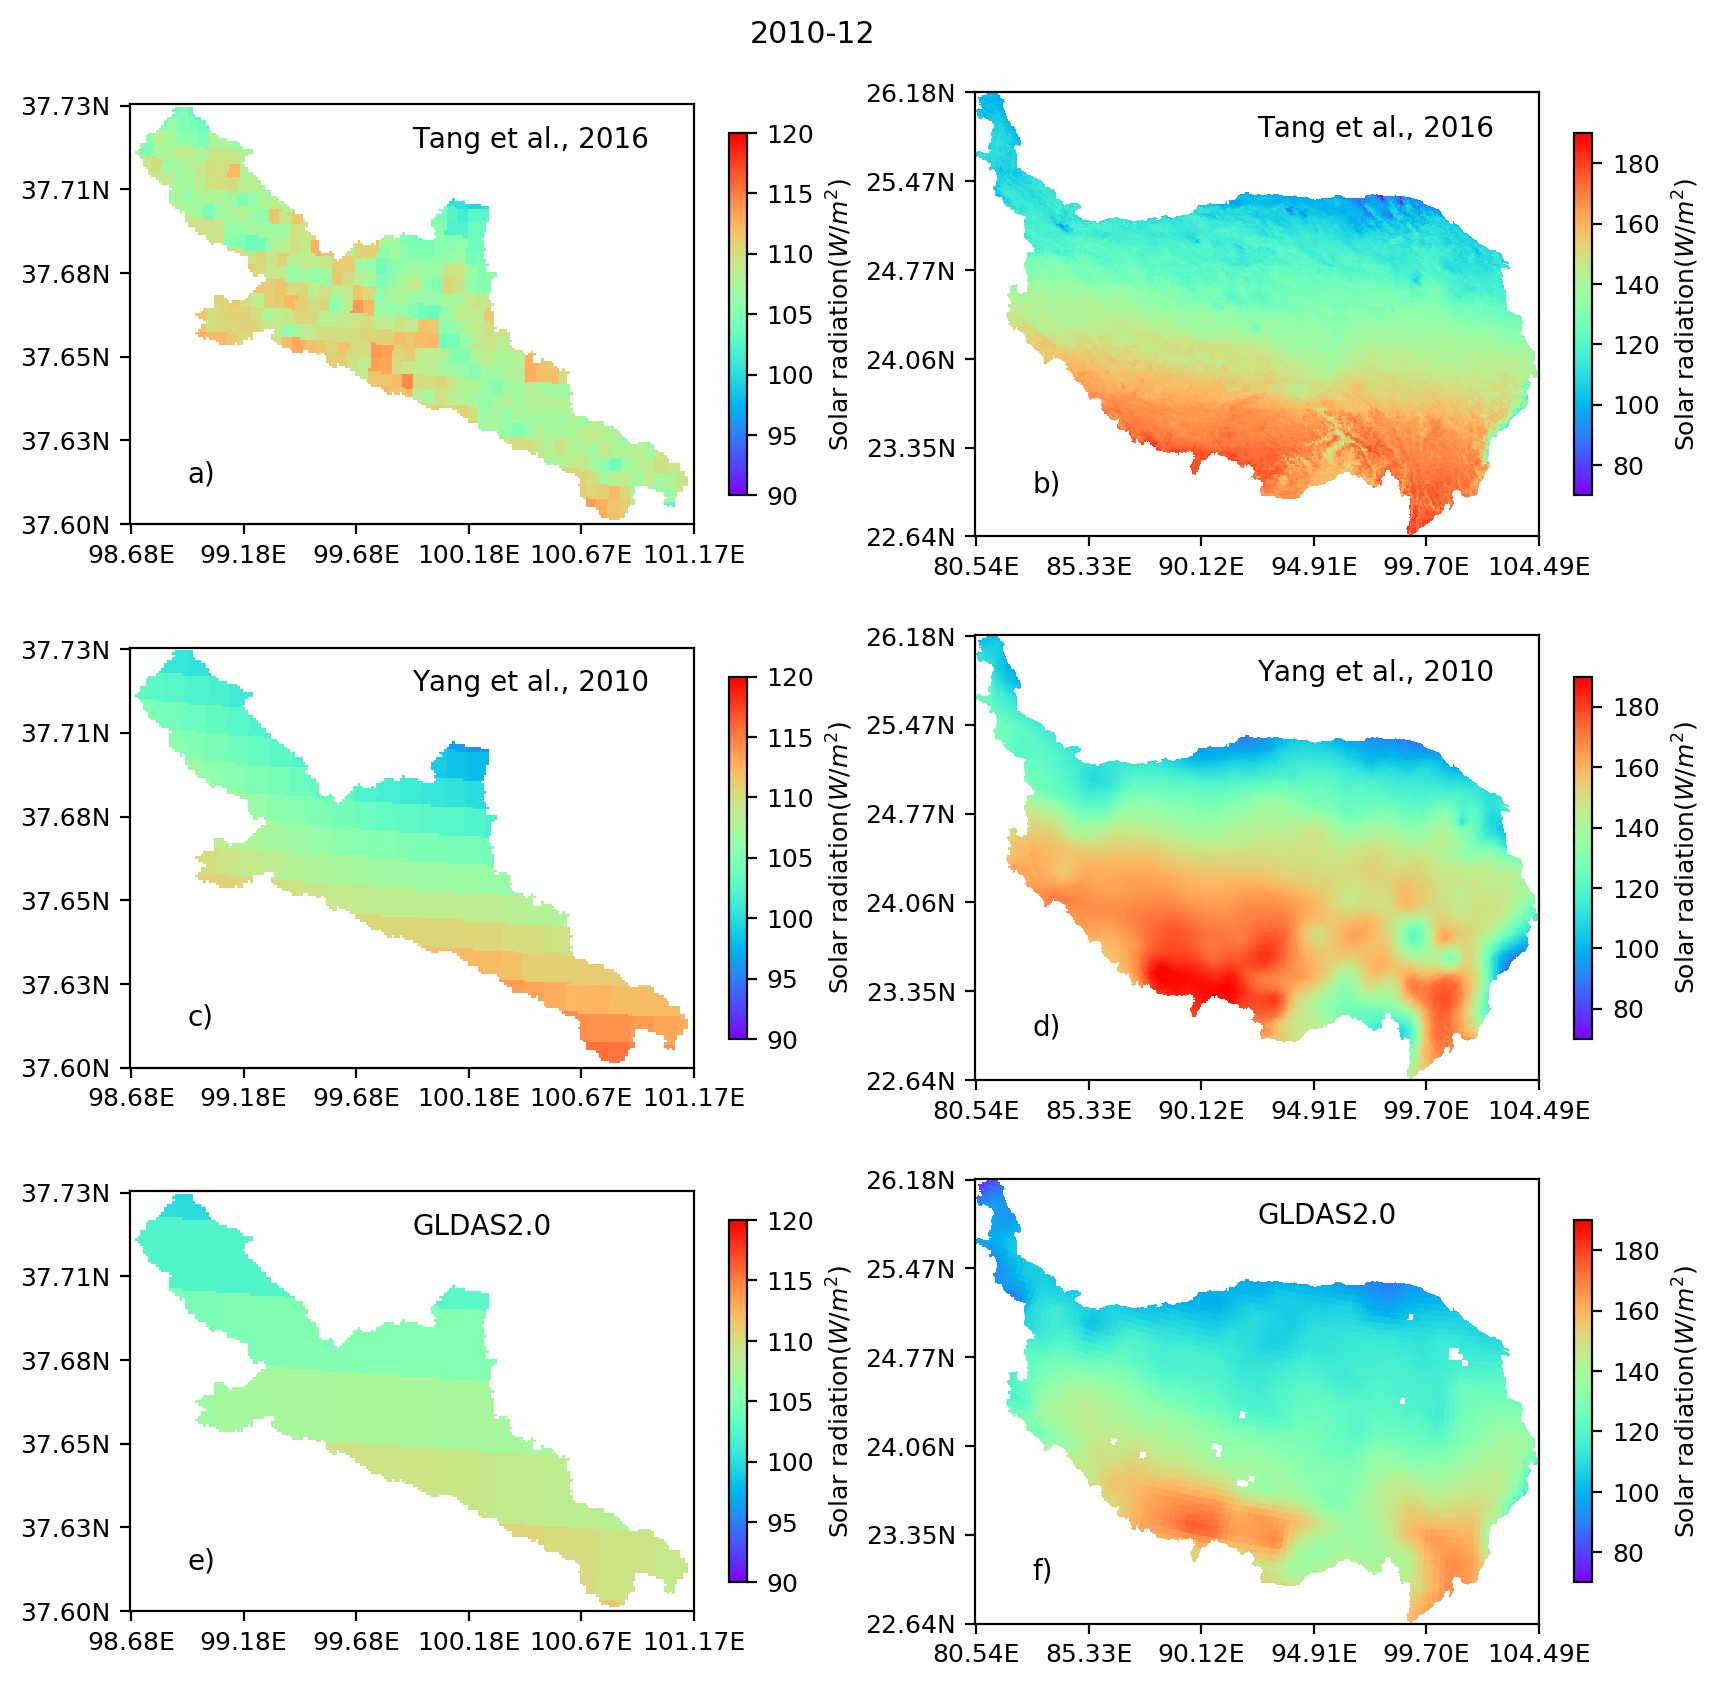 2010-12
37.73N
37.71N
37.68N
37.65N
37.63N
37.60N
98.68E 99.18E 99.68E 100.18E 100.67E 101.17E
Tang et al., 2016
a)
120
115
110
105
100
95
90
Solar radiation(W/m²)
26.18N
25.47N
24.77N
24.06N
23.35N
22.64N
80.54E 85.33E 90.12E 94.91E 99.70E 104.49E
Tang et al., 2016
b)
180
160
140
120
100
80
Solar radiation(W/m²)
37.73N
37.71N
37.68N
37.65N
37.63N
37.60N
98.68E 99.18E 99.68E 100.18E 100.67E 101.17E
Yang et al., 2010
c)
120
115
110
105
100
95
90
Solar radiation(W/m²)
26.18N
25.47N
24.77N
24.06N
23.35N
22.64N
80.54E 85.33E 90.12E 94.91E 99.70E 104.49E
Yang et al., 2010
d)
180
160
140
120
100
80
Solar radiation(W/m²)
37.73N
37.71N
37.68N
37.65N
37.63N
37.60N
98.68E 99.18E 99.68E 100.18E 100.67E 101.17E
GLDAS2.0
e)
120
115
110
105
100
95
90
Solar radiation(W/m²)
26.18N
25.47N
24.77N
24.06N
23.35N
22.64N
80.54E 85.33E 90.12E 94.91E 99.70E 104.49E
GLDAS2.0
f)
180
160
140
120
100
80
Solar radiation(W/m²)